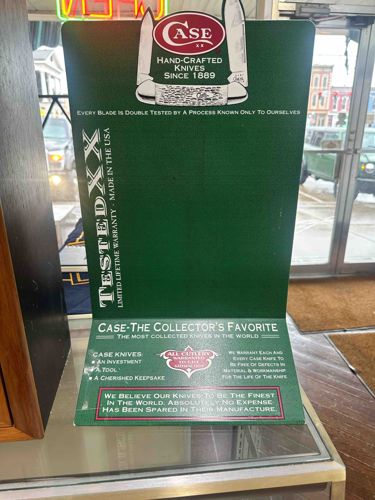 OPEN
CASE
XX
HAND-CRAFTED
KNIVES
SINCE 1889
EVERY BLADE IS DOUBLE TESTED BY A PROCESS KNOWN ONLY TO OURSELVES
TESTED XX
LIMITED LIFETIME WARRANTY - MADE IN THE USA
CASE-THE COLLECTOR'S FAVORITE
THE MOST COLLECTED KNIVES IN THE WORLD
CASE KNIVES:
• AN INVESTMENT
• A TOOL
• A CHERISHED KEEPSAKE
ALL CUTLERY
WARRANTED
WE WARRANT EACH AND
EVERY CASE KNIFE TO
BE FREE OF DEFECTS IN
MATERIAL & WORKMANSHIP
FOR THE LIFE OF THE KNIFE
WE BELIEVE OUR KNIVES TO BE THE FINEST
IN THE WORLD. ABSOLUTELY NO EXPENSE
HAS BEEN SPARED IN THEIR MANUFACTURE.